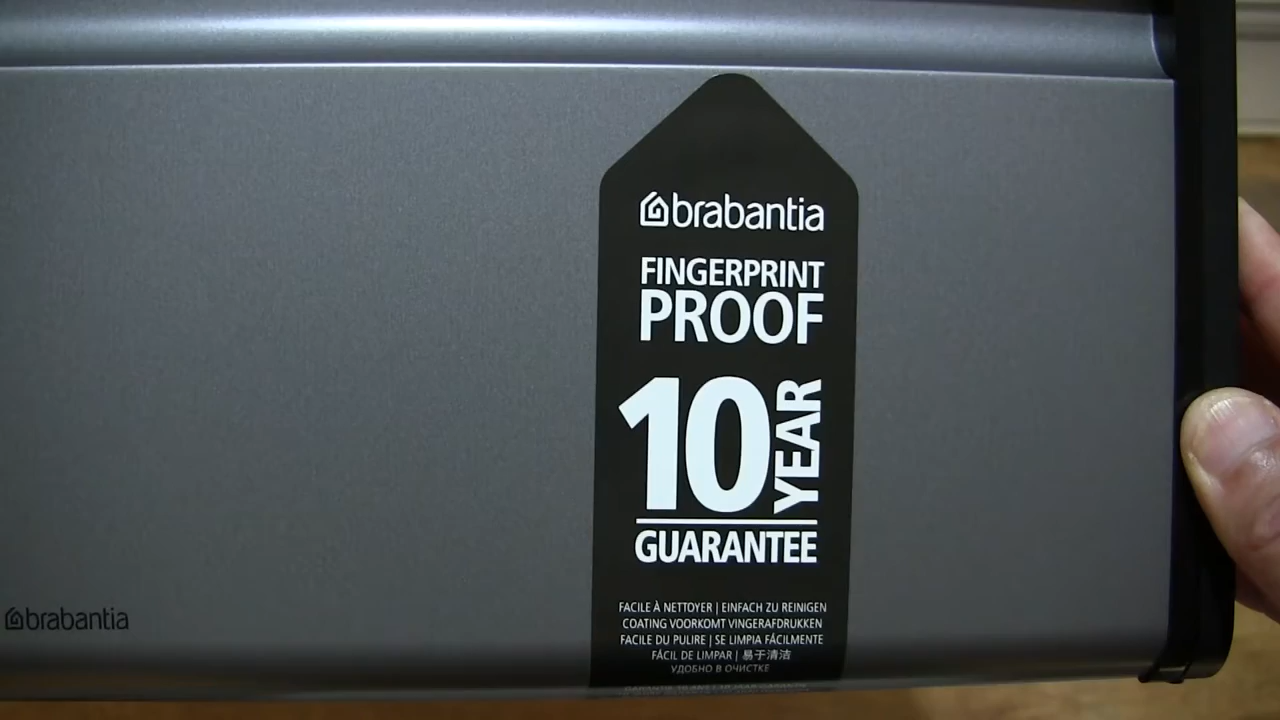 brabantia
FINGERPRINT
PROOF
10 YEAR
GUARANTEE
FACILE À NETTOYER | EINFACH ZU REINIGEN
COATING VOORKOMT VINGERAFDRUKKEN
FACILE DU PULIRE | SE LIMPIA FÁCILMENTE
FÁCIL DE LIMPAR | 易于清洁
УДОБНО В ОЧИСТКЕ
brabantia